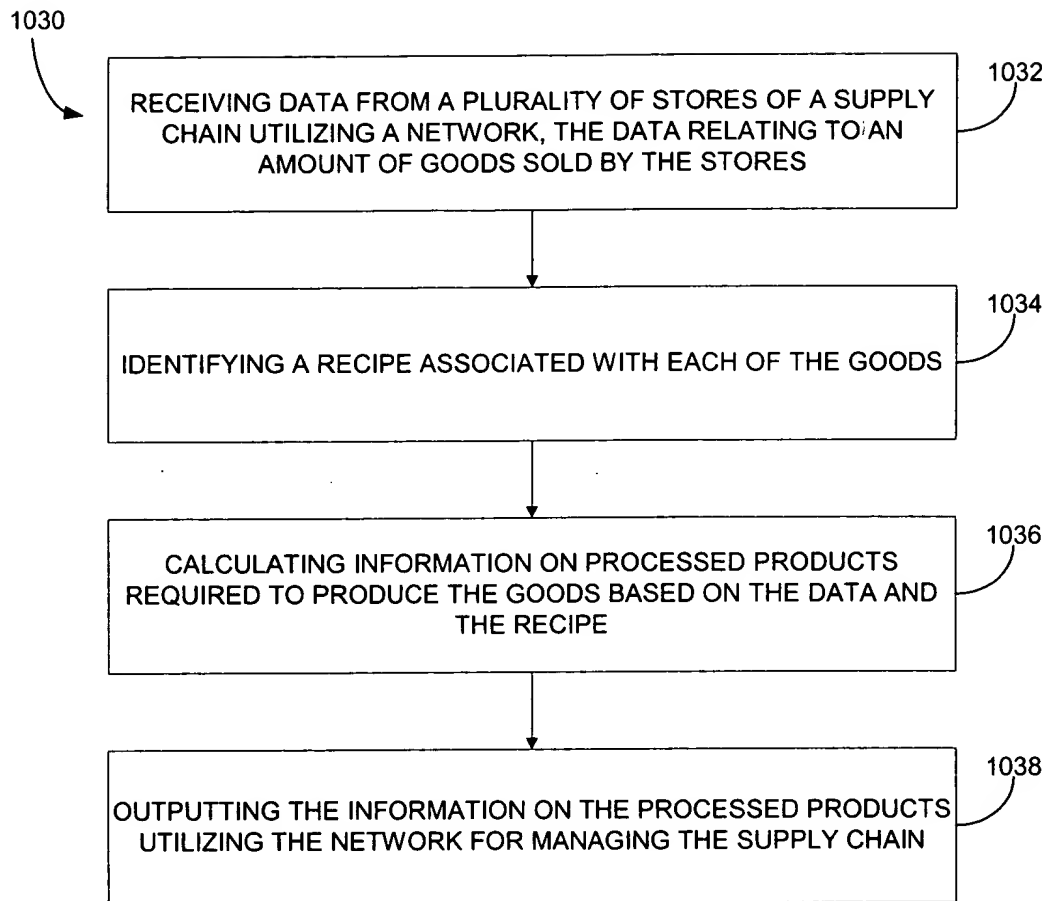 1030
1032
RECEIVING DATA FROM A PLURALITY OF STORES OF A SUPPLY
CHAIN UTILIZING A NETWORK, THE DATA RELATING TO AN
AMOUNT OF GOODS SOLD BY THE STORES
1034
IDENTIFYING A RECIPE ASSOCIATED WITH EACH OF THE GOODS
1036
CALCULATING INFORMATION ON PROCESSED PRODUCTS
REQUIRED TO PRODUCE THE GOODS BASED ON THE DATA AND
THE RECIPE
1038
OUTPUTTING THE INFORMATION ON THE PROCESSED PRODUCTS
UTILIZING THE NETWORK FOR MANAGING THE SUPPLY CHAIN